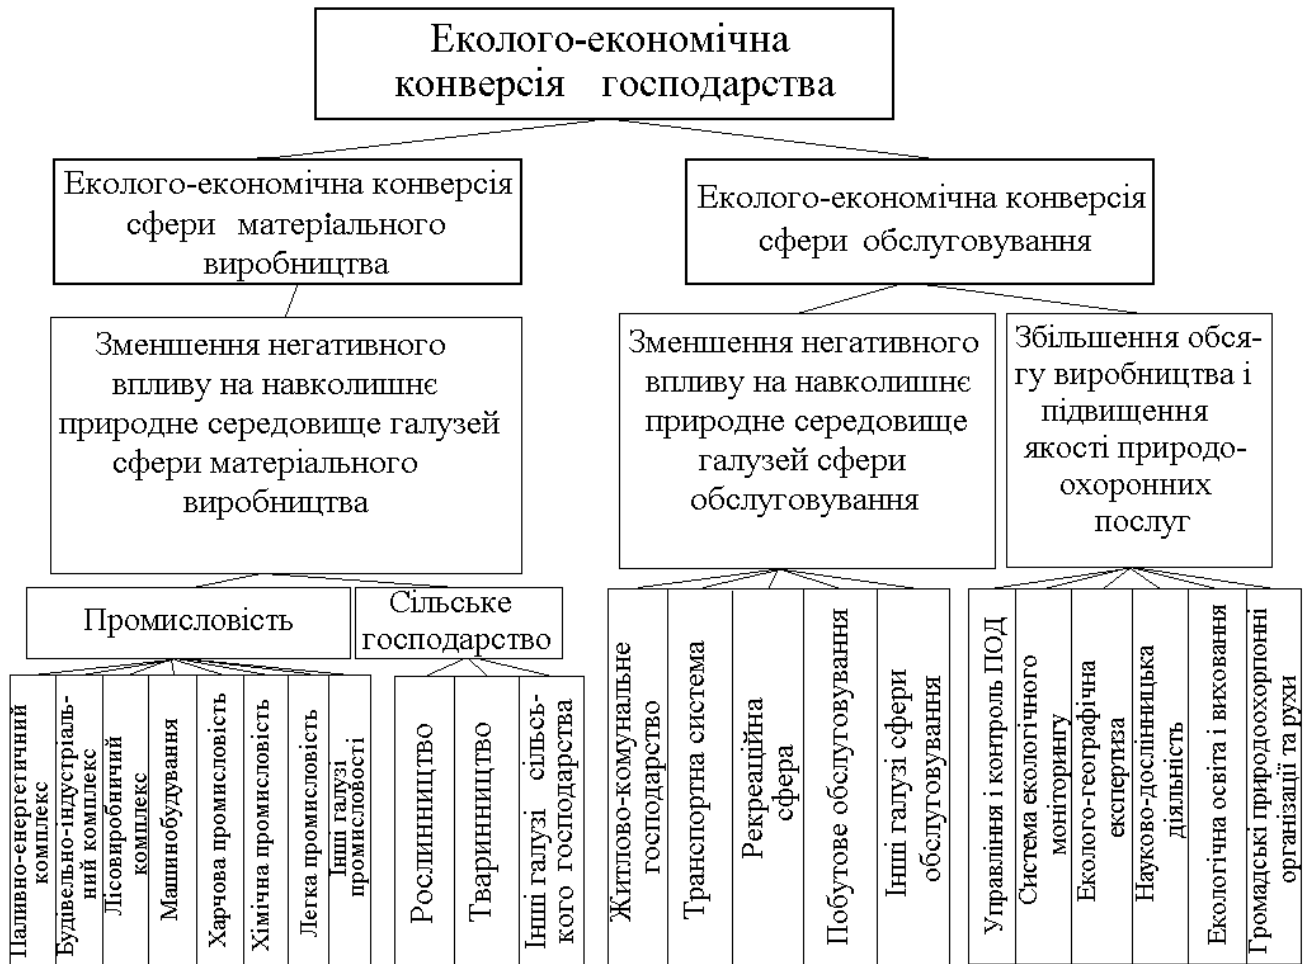 Еколого-економічна
конверсія господарства
Еколого-економічна конверсія
сфери матеріального
виробництва
Еколого-економічна конверсія
сфери обслуговування
Зменшення негативного
впливу на навколишнє
природне середовище галузей
сфери матеріального
виробництва
Зменшення негативного
впливу на навколишнє
природне середовище
галузей сфери
обслуговування
Збільшення обся-
гу виробництва і
підвищення
якості природо-
охоронних
послуг
Промисловість
Сільське
господарство
Паливно-енергетичний
комплекс
Будівельно-індустріаль-
ний комплекс
Лісовиробничий
комплекс
Машинобудування
Харчова промисловість
Хімічна промисловість
Легка промисловість
Інші галузі
промисловості
Рослинництво
Тваринництво
Інші галузі сільсь-
кого господарства
Житлово-комунальне
господарство
Транспортна система
Рекреаційна
сфера
Побутове обслуговування
Інші галузі сфери
обслуговування
Управління і контроль ПОД
Система екологічного
моніторингу
Еколого-географічна
експертиза
Науково-дослінницька
діяльність
Екологічна освіта і виховання
Громадські природоохорпонні
організації та рухи